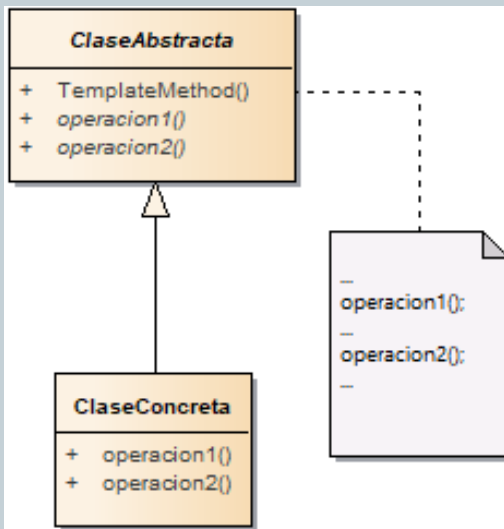 ClaseAbstracta
+ TemplateMethod()
+ operacion1()
+ operacion2()
...
operacion1();
...
operacion2();
...
ClaseConcreta
+ operacion1()
+ operacion2()